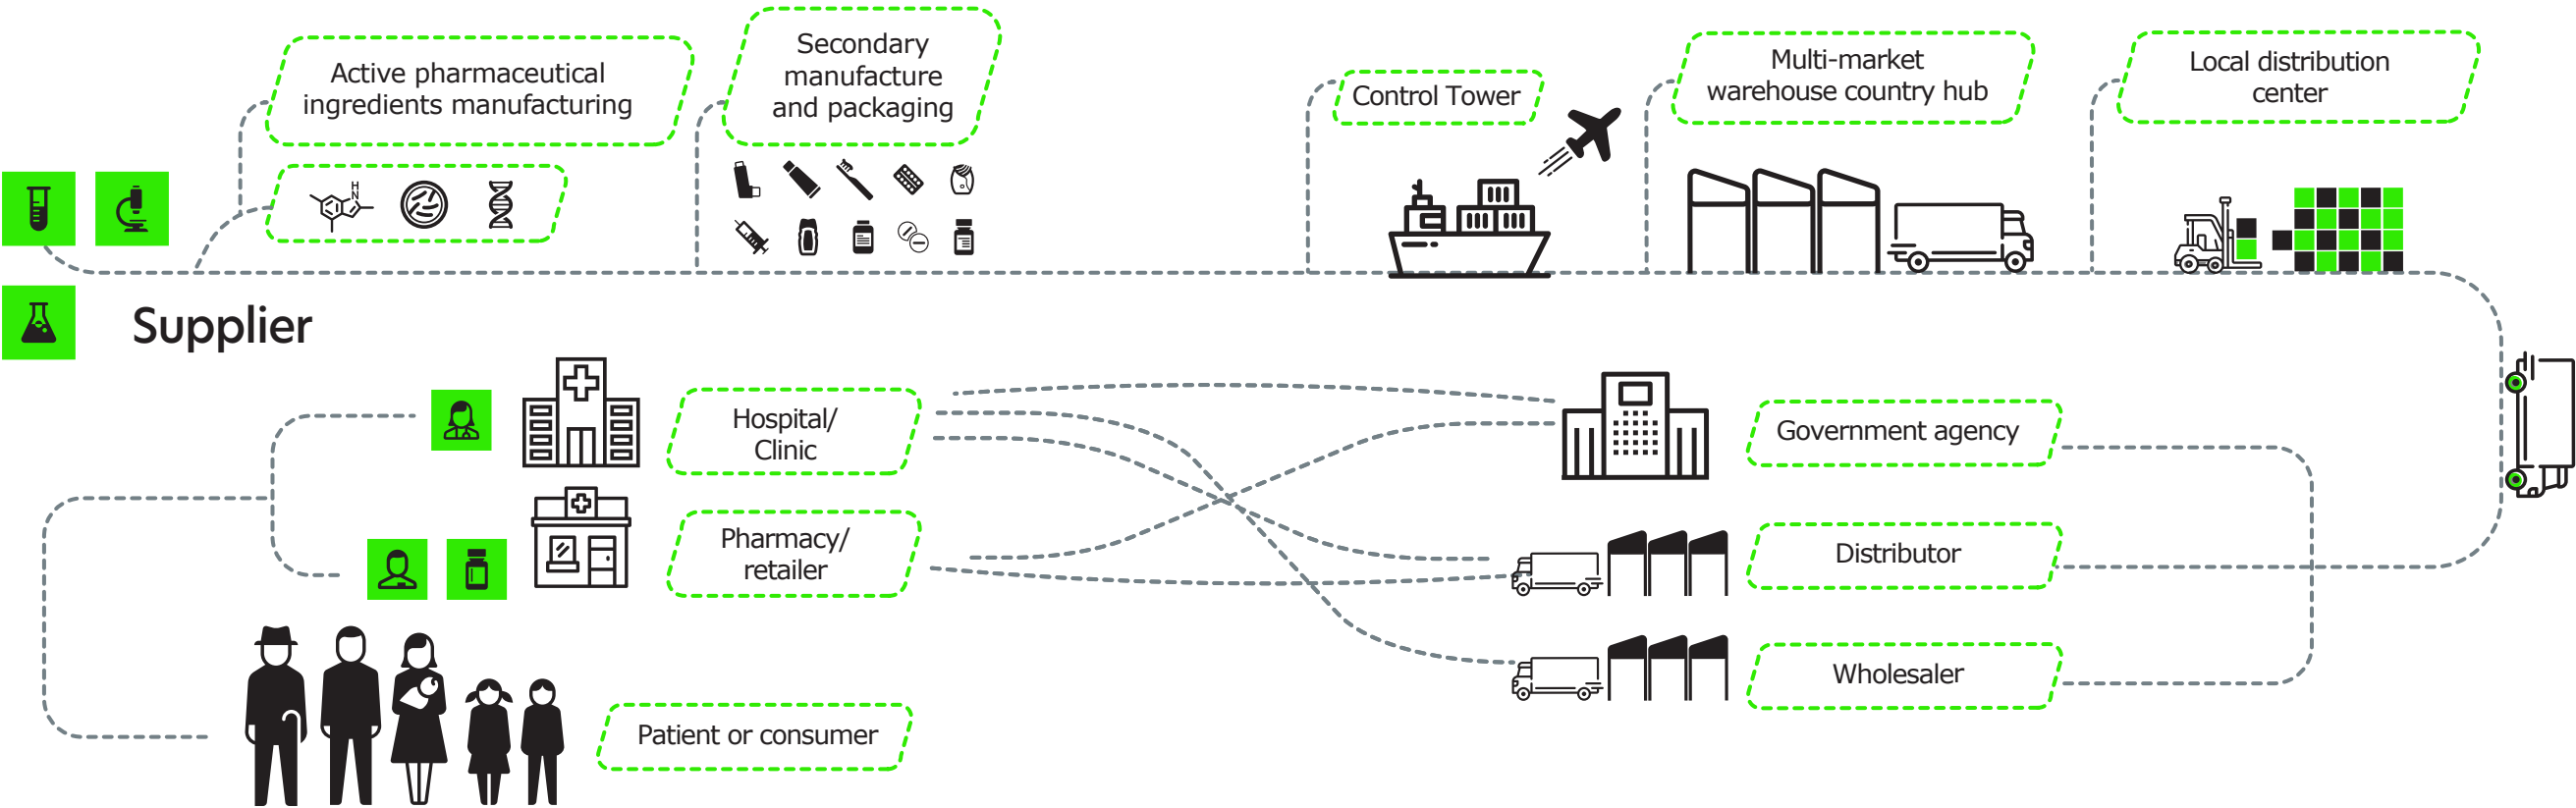 Active pharmaceutical
ingredients manufacturing
Secondary
manufacture
and packaging
Control Tower
Multi-market
warehouse country hub
Local distribution
center
H
N
Supplier
Hospital/
Clinic
Government agency
Pharmacy/
retailer
Distributor
Wholesaler
Patient or consumer